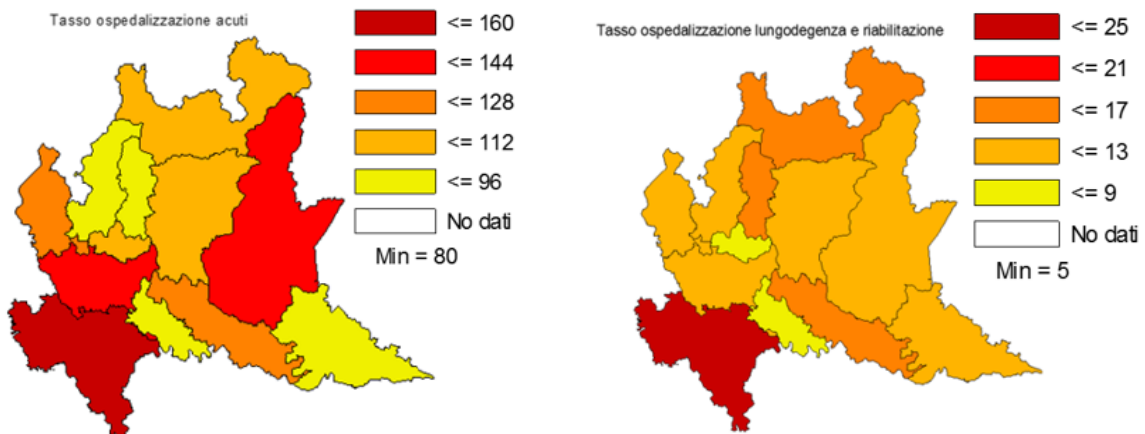 Tasso ospedalizzazione acuti
<= 160
<= 144
<= 128
<= 112
<= 96
No dati
Min = 80
Tasso ospedalizzazione lungodegenza e riabilitazione
<= 25
<= 21
<= 17
<= 13
<= 9
No dati
Min = 5